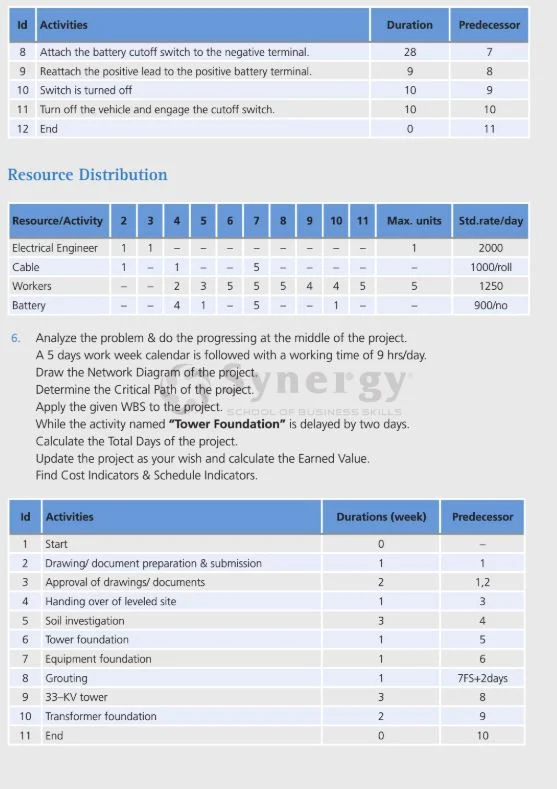 Id Activities Duration Predecessor
8 Attach the battery cutoff switch to the negative terminal. 28 7
9 Reattach the positive lead to the positive battery terminal. 9 8
10 Switch is turned off 10 9
11 Turn off the vehicle and engage the cutoff switch. 10 10
12 End 0 11
Resource Distribution
Resource/Activity 2 3 4 5 6 7 8 9 10 11 Max. units Std.rate/day
Electrical Engineer 1 1 – – – – – – – – 1 2000
Cable 1 – 1 – – 5 – – – – – 1000/roll
Workers – – 2 3 5 5 5 4 4 5 5 1250
Battery – – 4 1 – 5 – – 1 – – 900/no
6. Analyze the problem & do the progressing at the middle of the project.
A 5 days work week calendar is followed with a working time of 9 hrs/day.
Draw the Network Diagram of the project.
Determine the Critical Path of the project.
Apply the given WBS to the project.
Synergy
SCHOOL OF BUSINESS SKILLS
While the activity named “Tower Foundation” is delayed by two days.
Calculate the Total Days of the project.
Update the project as your wish and calculate the Earned Value.
Find Cost Indicators & Schedule Indicators.
Id Activities Durations (week) Predecessor
1 Start 0 –
2 Drawing/ document preparation & submission 1 1
3 Approval of drawings/ documents 2 1,2
4 Handing over of leveled site 1 3
5 Soil investigation 3 4
6 Tower foundation 1 5
7 Equipment foundation 1 6
8 Grouting 1 7FS+2days
9 33–KV tower 3 8
10 Transformer foundation 2 9
11 End 0 10